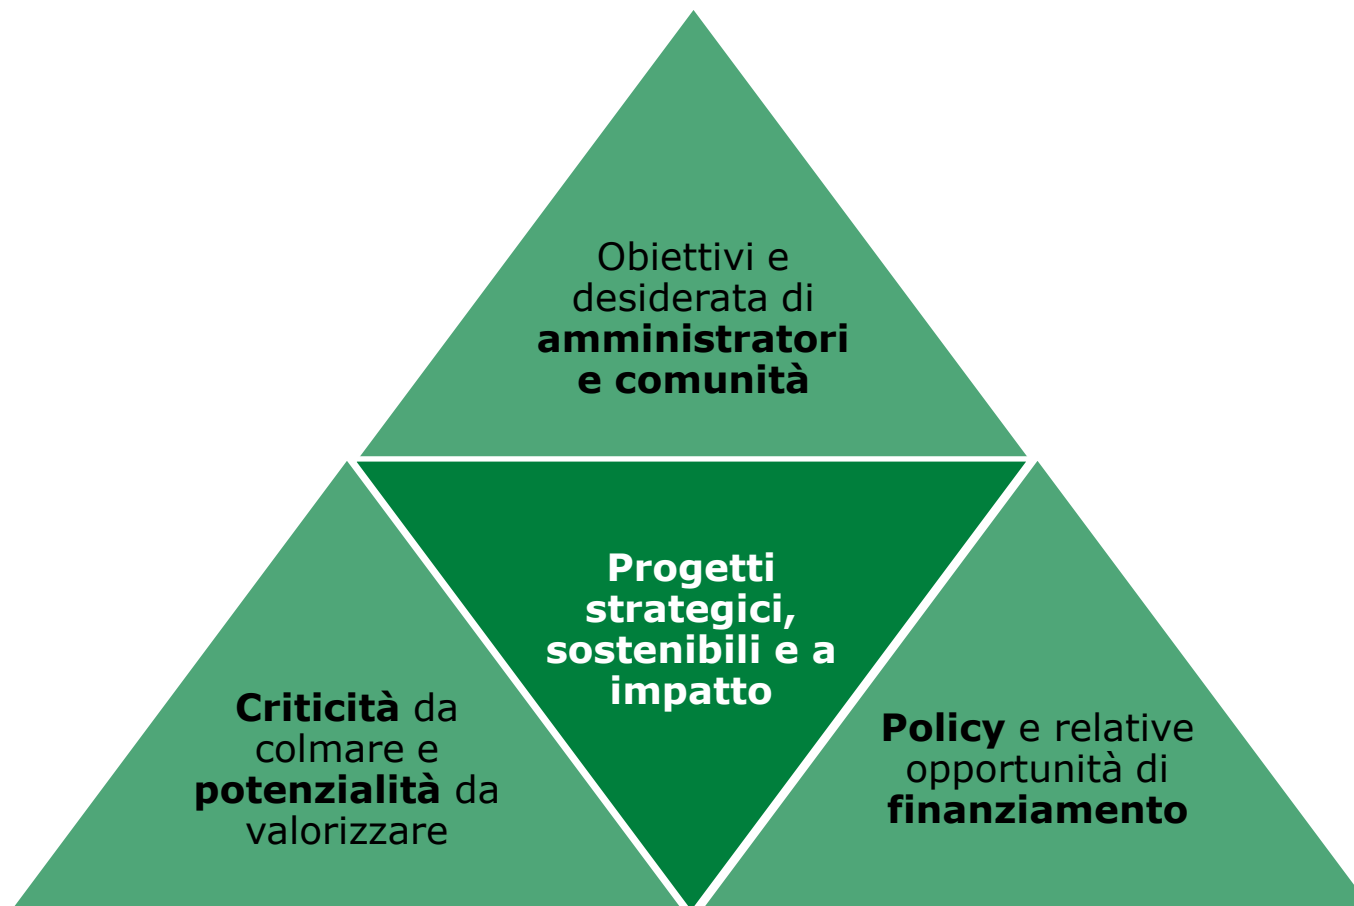 Obiettivi e
desiderata di
amministratori
e comunità
Progetti
strategici,
sostenibili e a
impatto
Criticità da
colmare e
potenzialità da
valorizzare
Policy e relative
opportunità di
finanziamento